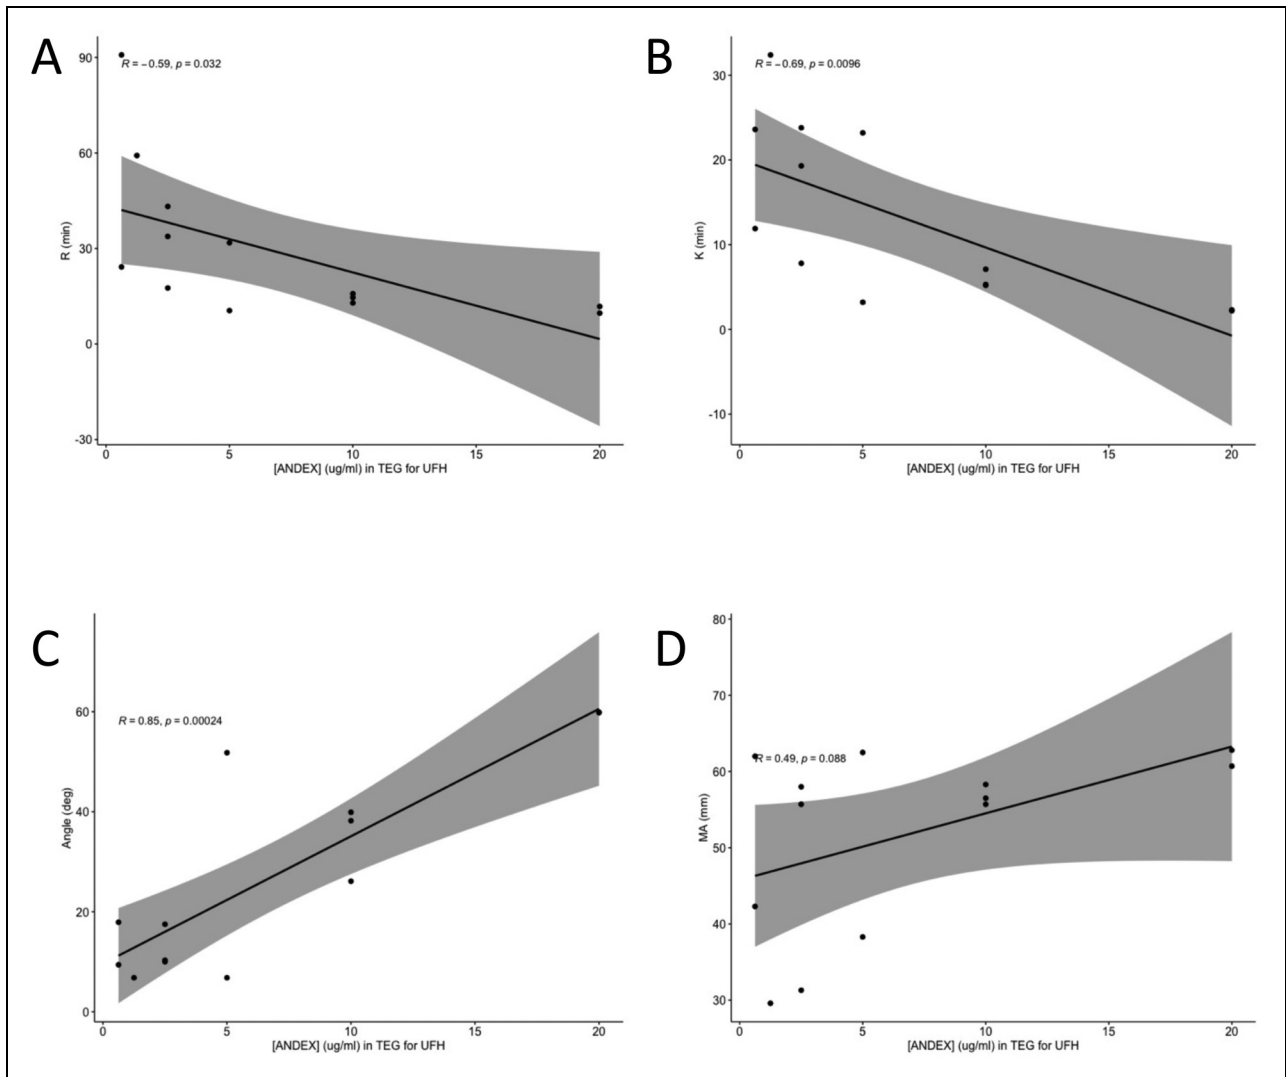 A
R (min)
90
60
30
0
-30
R = −0.59, p = 0.032
0 5 10 15 20
[ANDEX] (ug/ml) in TEG for UFH
B
K (min)
30
20
10
0
-10
R = −0.69, p = 0.0096
0 5 10 15 20
[ANDEX] (ug/ml) in TEG for UFH
C
Angle (deg)
60
40
20
0
R = 0.85, p = 0.00024
0 5 10 15 20
[ANDEX] (ug/ml) in TEG for UFH
D
MA (mm)
80
70
60
50
40
30
R = 0.49, p = 0.088
0 5 10 15 20
[ANDEX] (ug/ml) in TEG for UFH